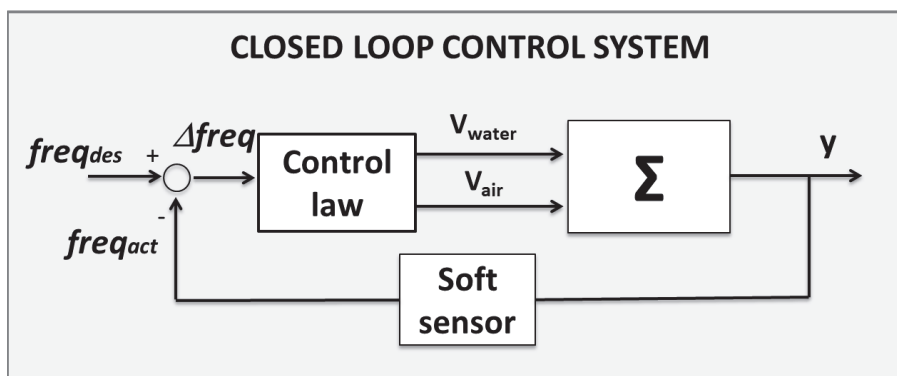 CLOSED LOOP CONTROL SYSTEM
freqdes
+
Δfreq
Control
law
Vwater
Vair
Σ
y
-
freqact
Soft
sensor